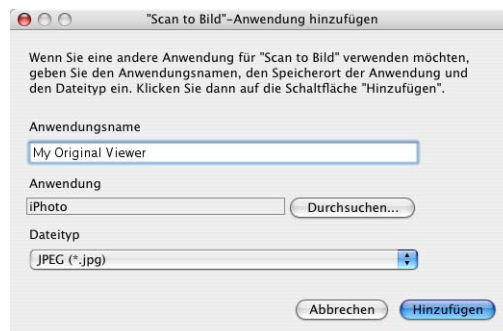 "Scan to Bild"-Anwendung hinzufügen
Wenn Sie eine andere Anwendung für "Scan to Bild" verwenden möchten,
geben Sie den Anwendungsnamen, den Speicherort der Anwendung und
den Dateityp ein. Klicken Sie dann auf die Schaltfläche "Hinzufügen".
Anwendungsname
My Original Viewer
Anwendung
iPhoto
Durchsuchen...
Dateityp
JPEG (*.jpg)
Abbrechen
Hinzufügen